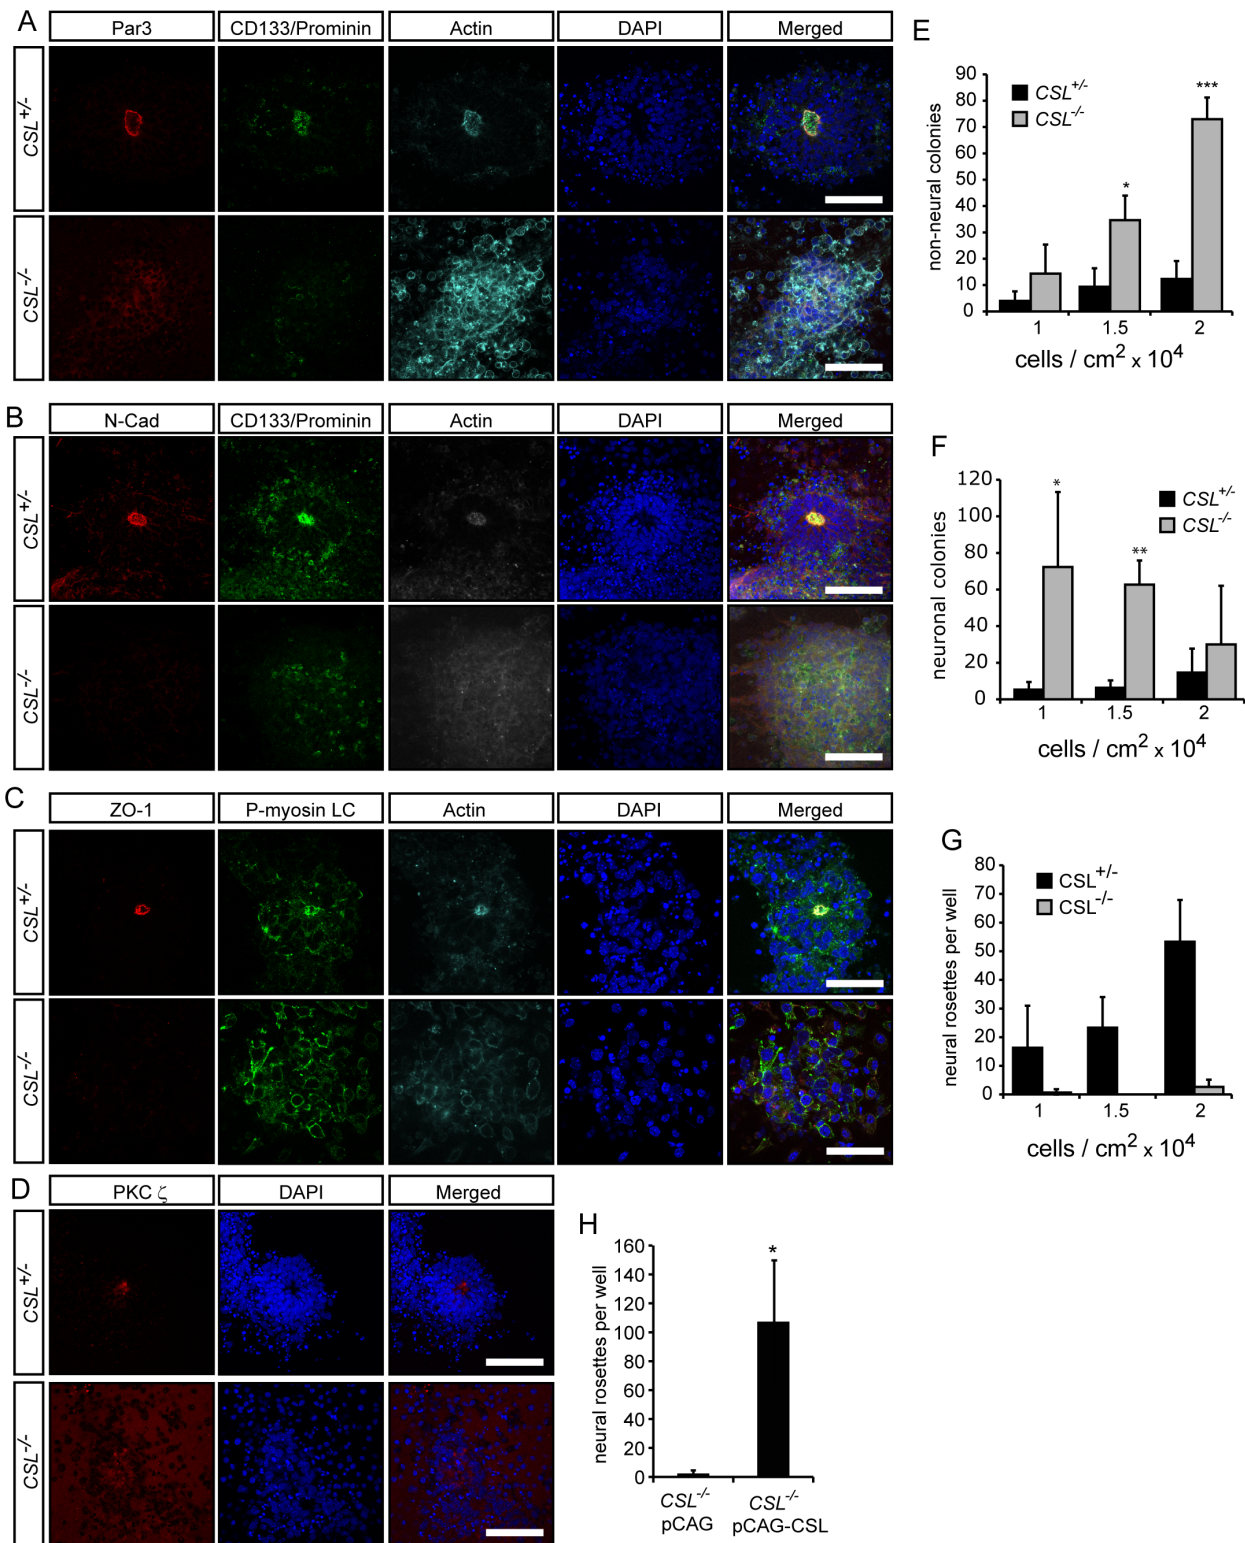 A
Par3 CD133/Prominin Actin DAPI Merged
CSL+/-
CSL-/-
B
N-Cad CD133/Prominin Actin DAPI Merged
CSL+/-
CSL-/-
C
ZO-1 P-myosin LC Actin DAPI Merged
CSL+/-
CSL-/-
D
PKC ζ DAPI Merged
CSL+/-
CSL-/-
E
non-neural colonies
90
80
70
60
50
40
30
20
10
0
CSL+/-
CSL-/-
*
***
1 1.5 2
cells / cm² x 10⁴
F
neuronal colonies
120
100
80
60
40
20
0
CSL+/-
CSL-/-
*
**
1 1.5 2
cells / cm² x 10⁴
G
neural rosettes per well
80
70
60
50
40
30
20
10
0
CSL+/-
CSL-/-
1 1.5 2
cells / cm² x 10⁴
H
neural rosettes per well
160
140
120
100
80
60
40
20
0
*
CSL-/- CSL-/-
pCAG pCAG-CSL